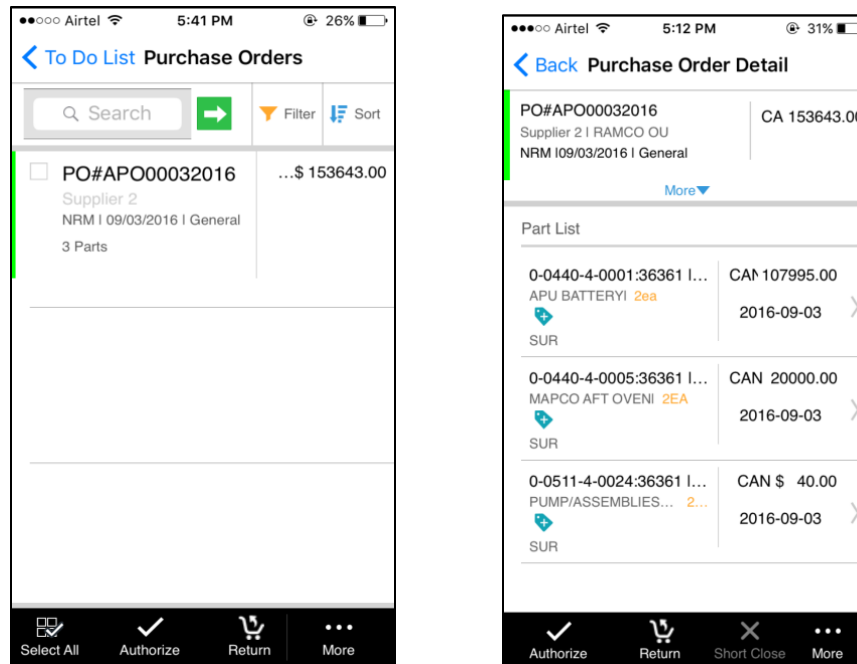 Airtel 5:41 PM 26%
To Do List Purchase Orders
Search Filter Sort
PO#APO00032016 ...$ 153643.00
Supplier 2
NRM I 09/03/2016 I General
3 Parts
Select All Authorize Return More
Airtel 5:12 PM 31%
Back Purchase Order Detail
PO#APO00032016 CA 153643.00
Supplier 2 I RAMCO OU
NRM I09/03/2016 I General
More
Part List
0-0440-4-0001:36361 I... CAN 107995.00
APU BATTERYI 2ea
2016-09-03
SUR
0-0440-4-0005:36361 I... CAN 20000.00
MAPCO AFT OVENI 2EA
2016-09-03
SUR
0-0511-4-0024:36361 I... CAN $ 40.00
PUMP/ASSEMBLIES... 2...
2016-09-03
SUR
Authorize Return Short Close More